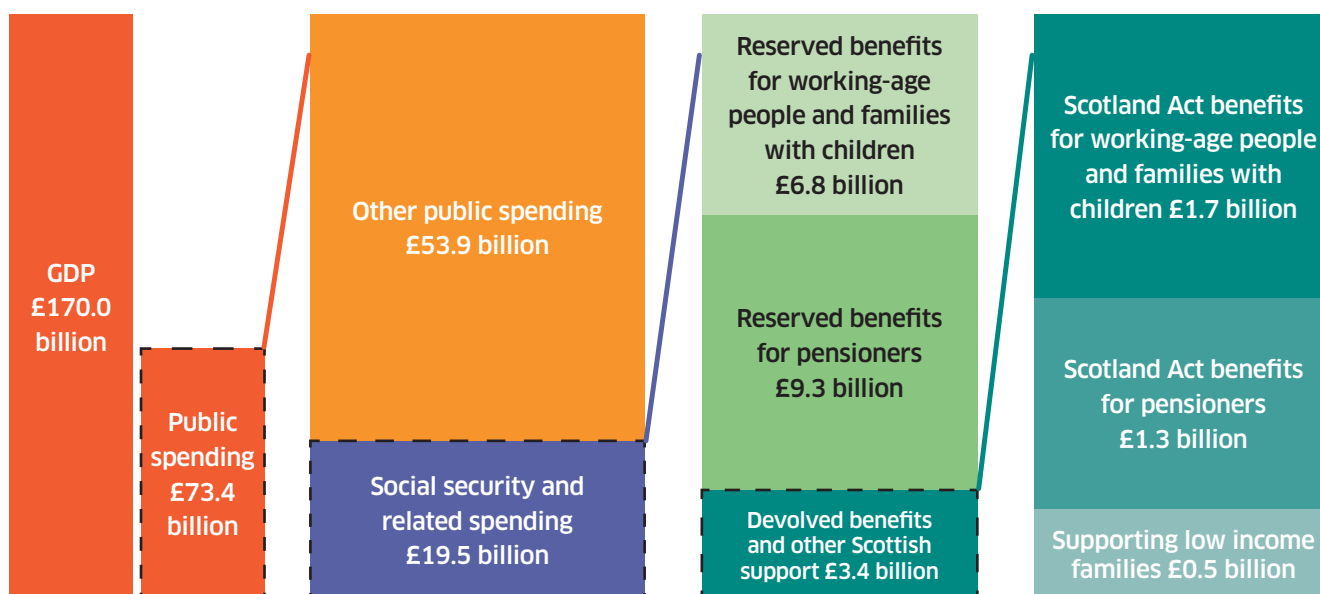 GDP
£170.0
billion
Public
spending
£73.4
billion
Other public spending
£53.9 billion
Social security and
related spending
£19.5 billion
Reserved benefits
for working-age
people and families
with children
£6.8 billion
Reserved benefits
for pensioners
£9.3 billion
Devolved benefits
and other Scottish
support £3.4 billion
Scotland Act benefits
for working-age people
and families with
children £1.7 billion
Scotland Act benefits
for pensioners
£1.3 billion
Supporting low income
families £0.5 billion